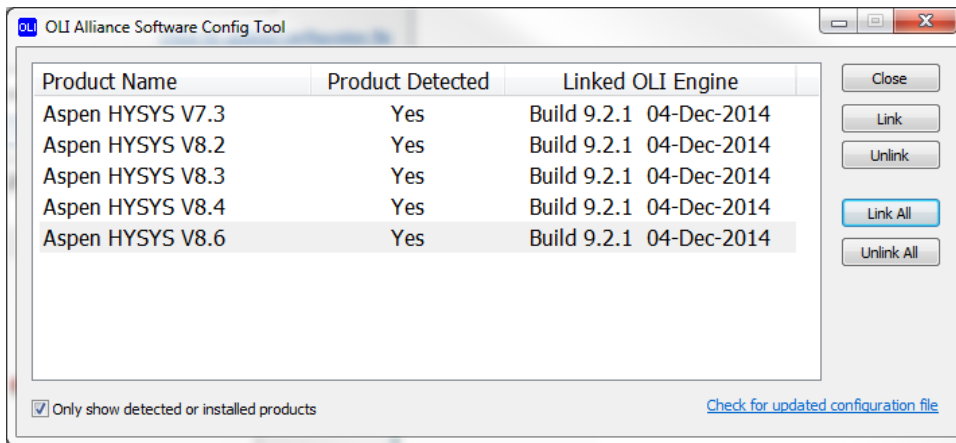 OLI OLI Alliance Software Config Tool
Product Name Product Detected Linked OLI Engine
Aspen HYSYS V7.3 Yes Build 9.2.1 04-Dec-2014
Aspen HYSYS V8.2 Yes Build 9.2.1 04-Dec-2014
Aspen HYSYS V8.3 Yes Build 9.2.1 04-Dec-2014
Aspen HYSYS V8.4 Yes Build 9.2.1 04-Dec-2014
Aspen HYSYS V8.6 Yes Build 9.2.1 04-Dec-2014
Close
Link
Unlink
Link All
Unlink All
Only show detected or installed products
Check for updated configuration file